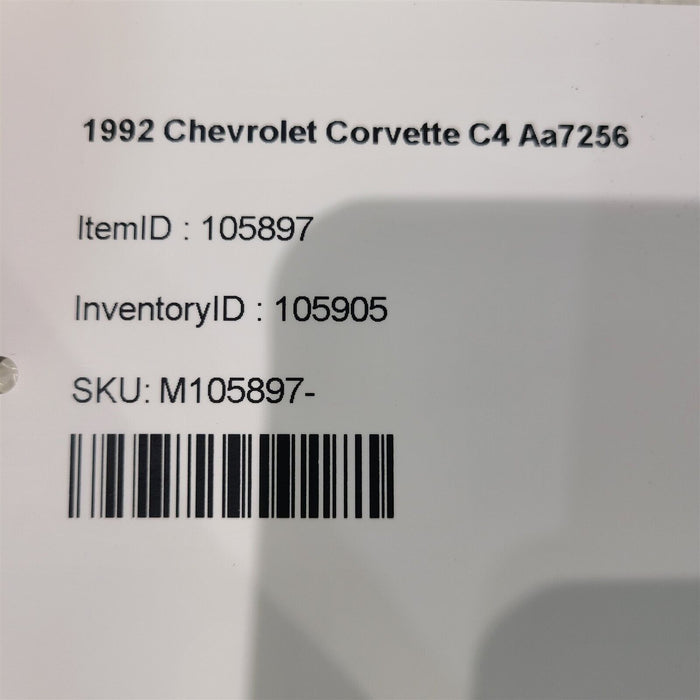 1992 Chevrolet Corvette C4 Aa7256
ItemID : 105897
InventoryID : 105905
SKU: M105897-